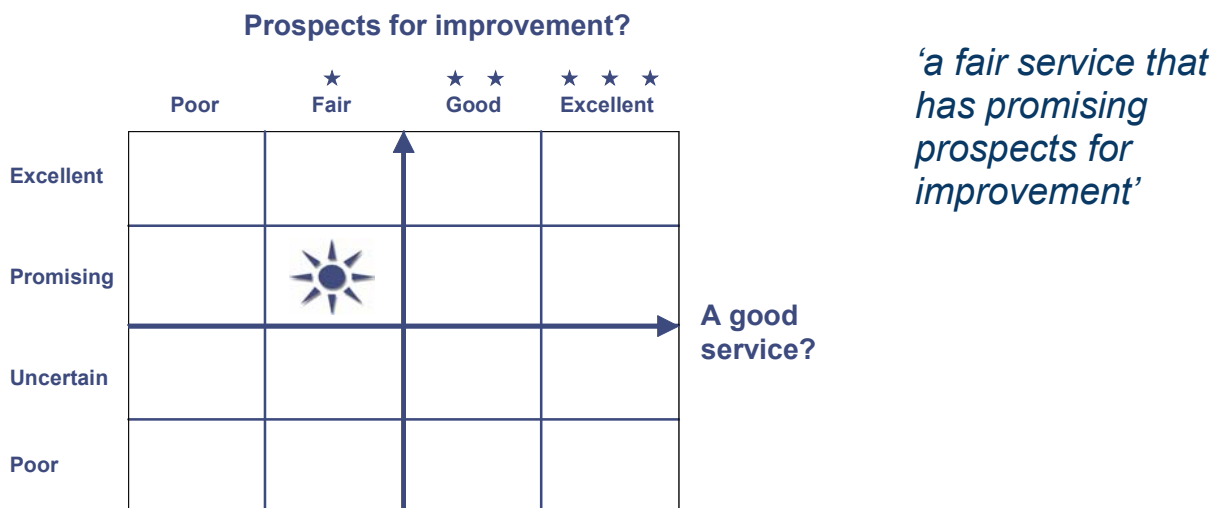 Prospects for improvement?
‘a fair service that
has promising
prospects for
improvement’
★ ★ ★ ★ ★ ★
Poor Fair Good Excellent
Excellent
Promising
A good
service?
Uncertain
Poor